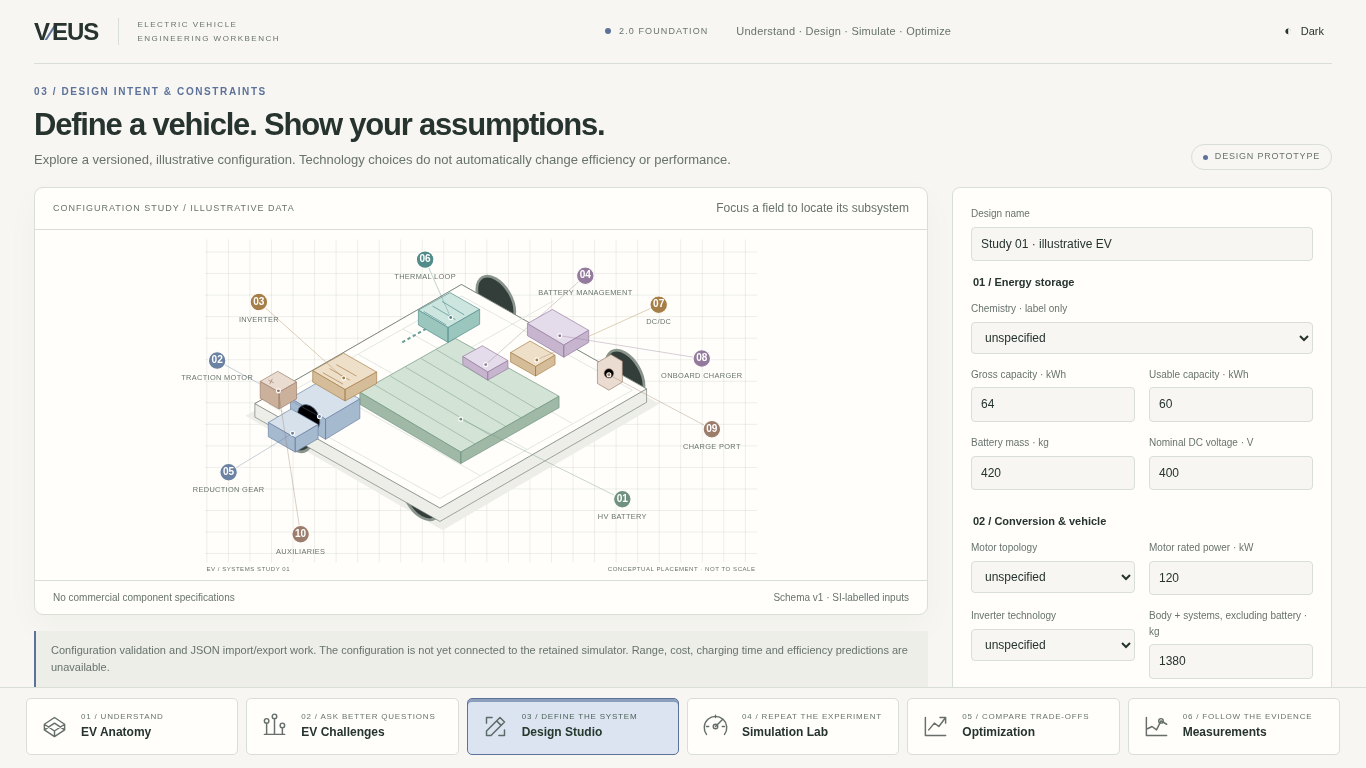 VÆUS
ELECTRIC VEHICLE
ENGINEERING WORKBENCH
2.0 FOUNDATION
Understand · Design · Simulate · Optimize
Dark
03 / DESIGN INTENT & CONSTRAINTS
Define a vehicle. Show your assumptions.
Explore a versioned, illustrative configuration. Technology choices do not automatically change efficiency or performance.
DESIGN PROTOTYPE
CONFIGURATION STUDY / ILLUSTRATIVE DATA
Focus a field to locate its subsystem
06
THERMAL LOOP
04
BATTERY MANAGEMENT
03
INVERTER
07
DC/DC
02
TRACTION MOTOR
08
ONBOARD CHARGER
09
CHARGE PORT
05
REDUCTION GEAR
01
HV BATTERY
10
AUXILIARIES
EV / SYSTEMS STUDY 01
CONCEPTUAL PLACEMENT · NOT TO SCALE
No commercial component specifications
Schema v1 · SI-labelled inputs
Configuration validation and JSON import/export work. The configuration is not yet connected to the retained simulator. Range, cost, charging time and efficiency predictions are
unavailable.
Design name
Study 01 · illustrative EV
01 / Energy storage
Chemistry · label only
unspecified
Gross capacity · kWh
Usable capacity · kWh
64
60
Battery mass · kg
Nominal DC voltage · V
420
400
02 / Conversion & vehicle
Motor topology
Motor rated power · kW
unspecified
120
Inverter technology
Body + systems, excluding battery ·
kg
unspecified
1380
01 / UNDERSTAND
EV Anatomy
02 / ASK BETTER QUESTIONS
EV Challenges
03 / DEFINE THE SYSTEM
Design Studio
04 / REPEAT THE EXPERIMENT
Simulation Lab
05 / COMPARE TRADE-OFFS
Optimization
06 / FOLLOW THE EVIDENCE
Measurements